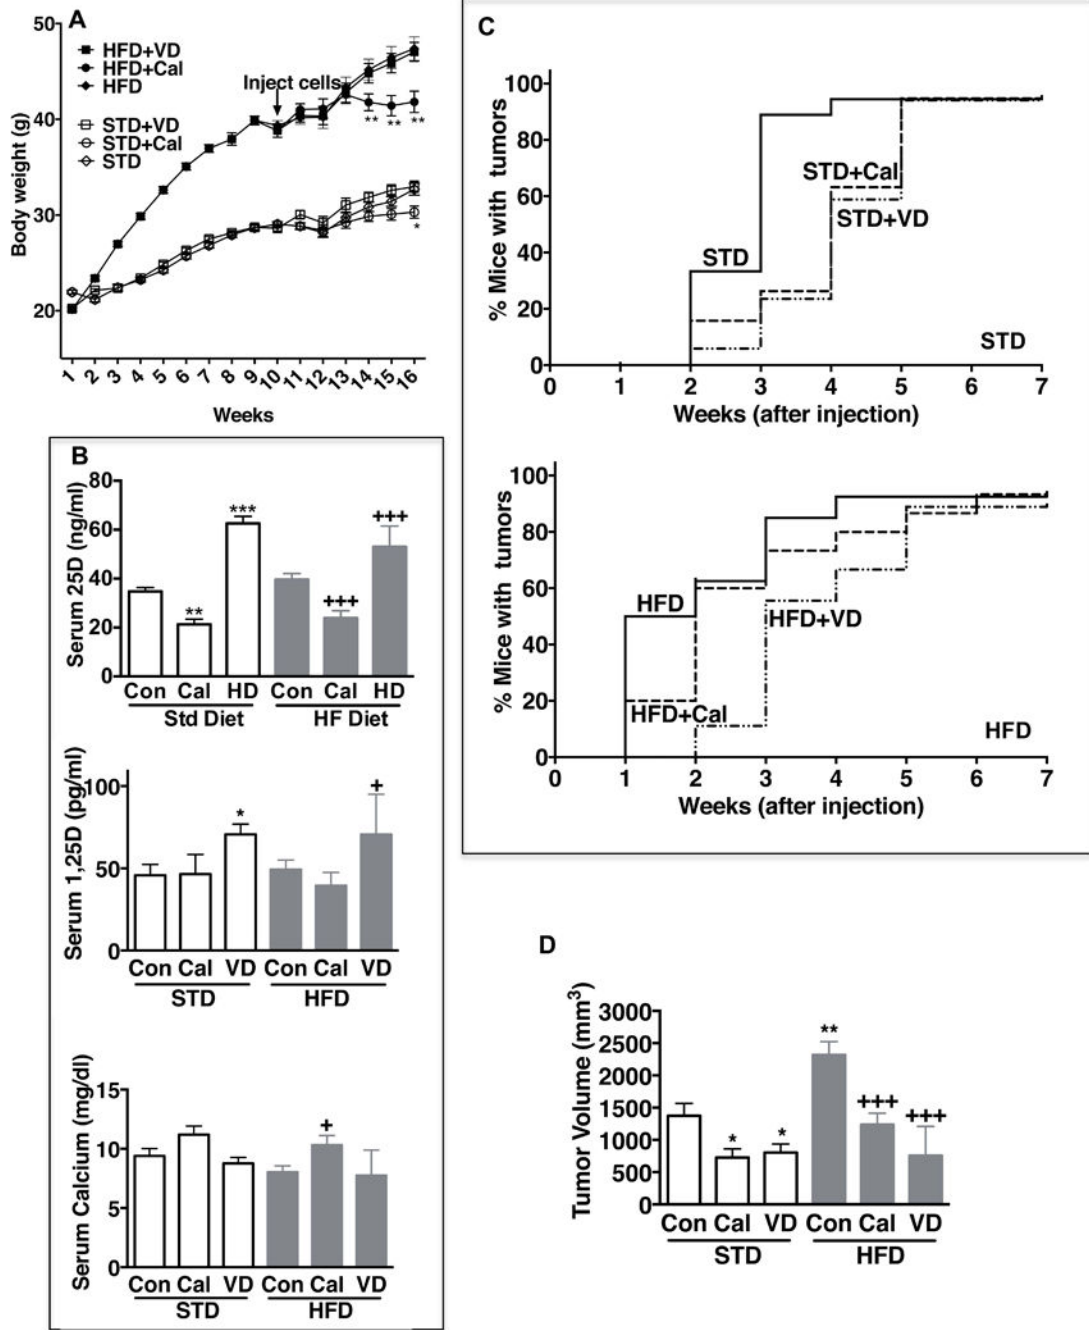 A
50
40
30
20
Body weight (g)
HFD+VD
HFD+Cal
HFD
STD+VD
STD+Cal
STD
Inject cells
** ** **
*
1 2 3 4 5 6 7 8 9 10 11 12 13 14 15 16
Weeks
B
Serum 25D (ng/ml)
80
60
40
20
0
**
***
+++
+++
Con Cal HD Con Cal HD
Std Diet HF Diet
Serum 1,25D (pg/ml)
100
50
0
*
+
Con Cal VD Con Cal VD
STD HFD
Serum Calcium (mg/dl)
15
10
5
0
+
Con Cal VD Con Cal VD
STD HFD
C
% Mice with tumors
100
80
60
40
20
0
STD
STD+Cal
STD+VD
STD
0 1 2 3 4 5 6 7
Weeks (after injection)
% Mice with tumors
100
80
60
40
20
0
HFD
HFD+VD
HFD+Cal
HFD
0 1 2 3 4 5 6 7
Weeks (after injection)
D
Tumor Volume (mm³)
3000
2500
2000
1500
1000
500
0
*
*
**
+++
+++
Con Cal VD Con Cal VD
STD HFD